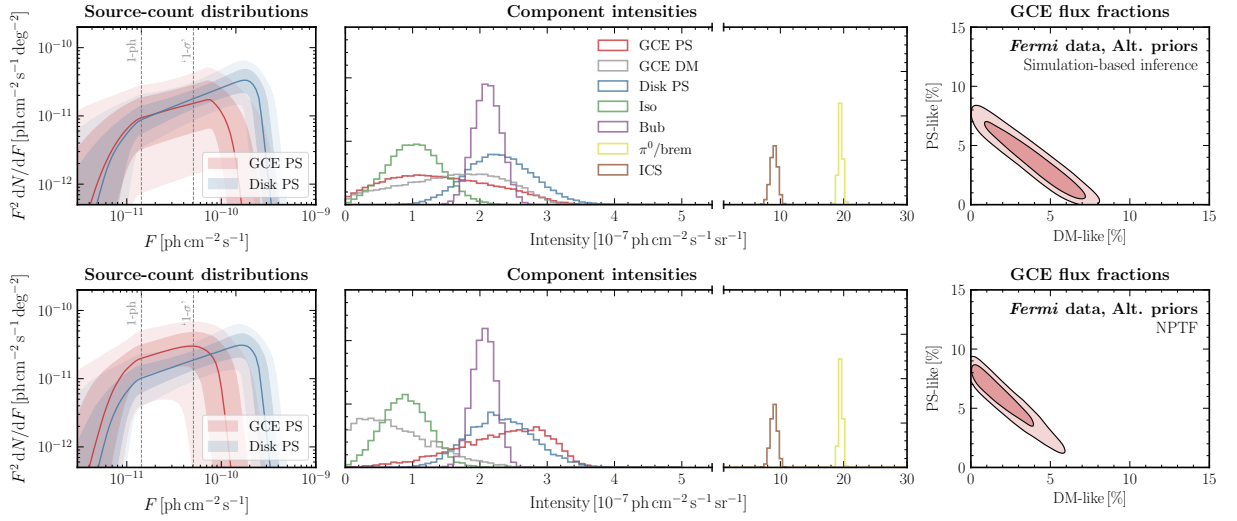 Source-count distributions
Component intensities
GCE flux fractions
F² dN/dF [ph cm⁻² s⁻¹ deg⁻²]
10⁻¹⁰
10⁻¹¹
10⁻¹²
1-ph
‘1-σ’
GCE PS
Disk PS
10⁻¹¹
10⁻¹⁰
10⁻⁹
F [ph cm⁻² s⁻¹]
GCE PS
GCE DM
Disk PS
Iso
Bub
π⁰/brem
ICS
0 1 2 3 4 5 10 20 30
Intensity [10⁻⁷ ph cm⁻² s⁻¹ sr⁻¹]
Fermi data, Alt. priors
Simulation-based inference
PS-like [%]
15
10
5
0
0 5 10 15
DM-like [%]
Source-count distributions
Component intensities
GCE flux fractions
F² dN/dF [ph cm⁻² s⁻¹ deg⁻²]
10⁻¹⁰
10⁻¹¹
10⁻¹²
1-ph
‘1-σ’
GCE PS
Disk PS
10⁻¹¹
10⁻¹⁰
10⁻⁹
F [ph cm⁻² s⁻¹]
0 1 2 3 4 5 10 20 30
Intensity [10⁻⁷ ph cm⁻² s⁻¹ sr⁻¹]
Fermi data, Alt. priors
NPTF
PS-like [%]
15
10
5
0
0 5 10 15
DM-like [%]